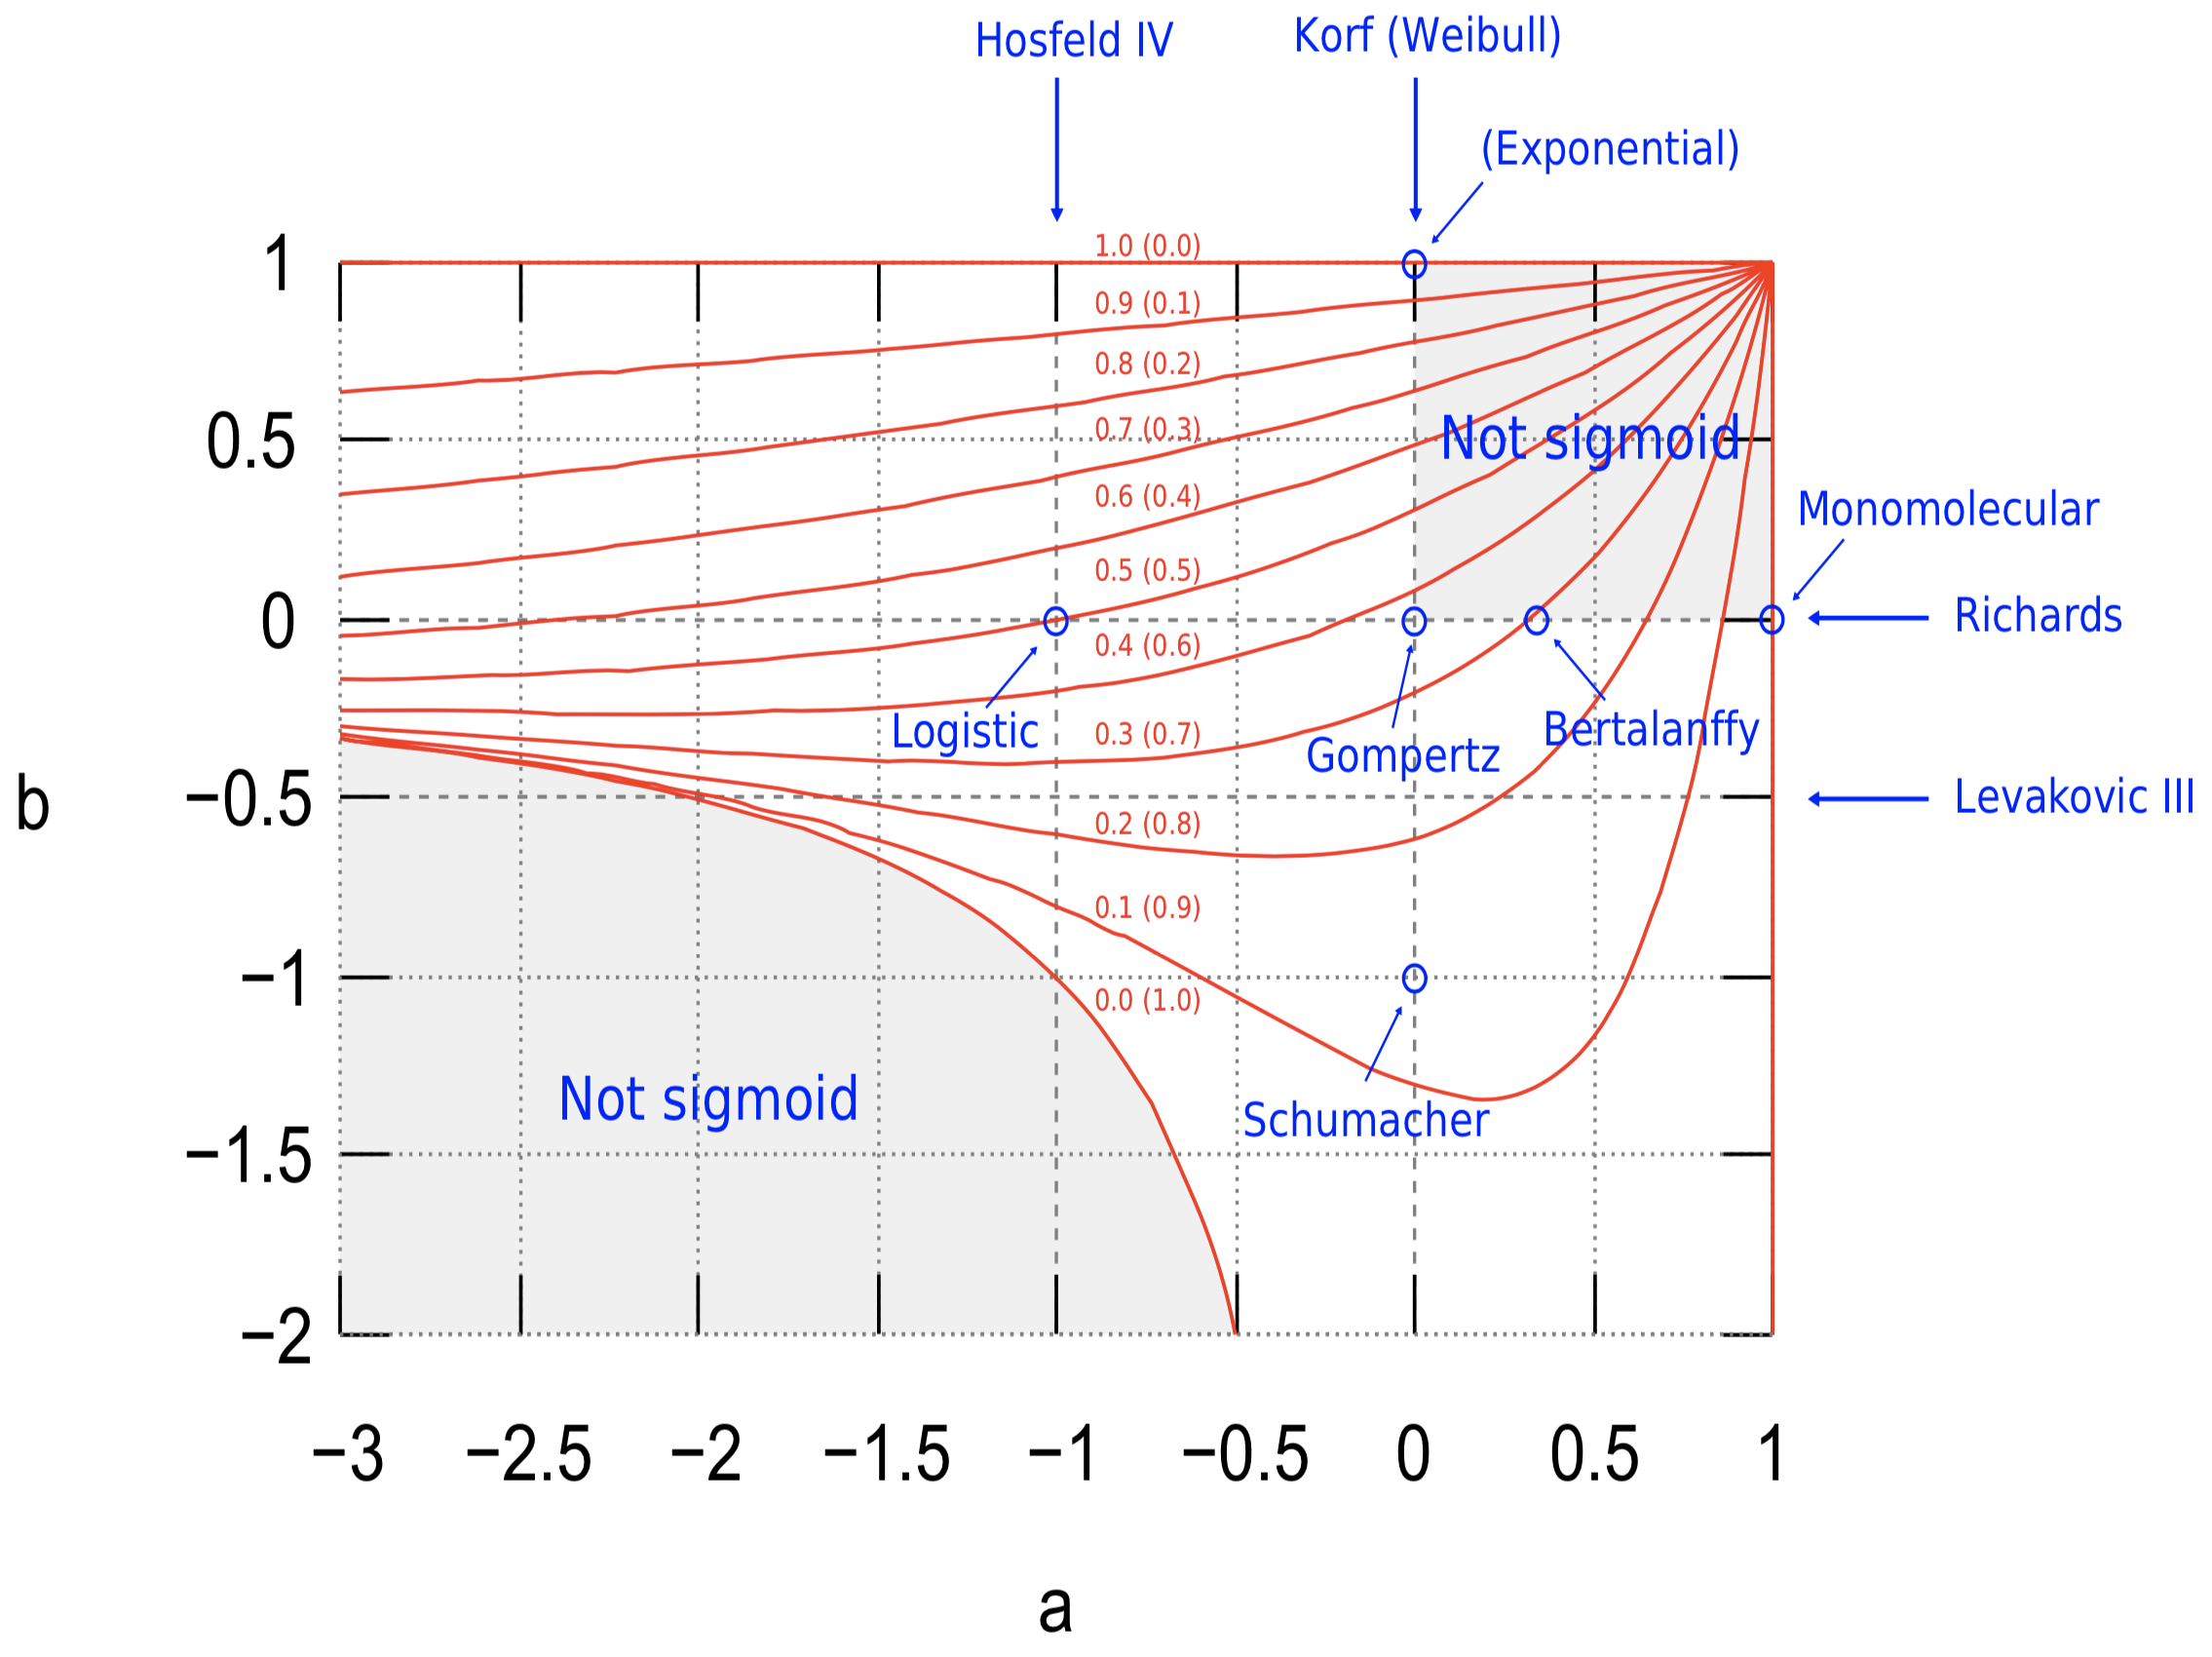 Hosfeld IV
Korf (Weibull)
(Exponential)
1
1.0 (0.0)
0.9 (0.1)
0.8 (0.2)
0.5
0.7 (0.3)
Not sigmoid
0.6 (0.4)
Monomolecular
0.5 (0.5)
0
Richards
0.4 (0.6)
Logistic
0.3 (0.7)
Gompertz
Bertalanffy
b
−0.5
Levakovic III
0.2 (0.8)
0.1 (0.9)
−1
0.0 (1.0)
Not sigmoid
Schumacher
−1.5
−2
−3 −2.5 −2 −1.5 −1 −0.5 0 0.5 1
a